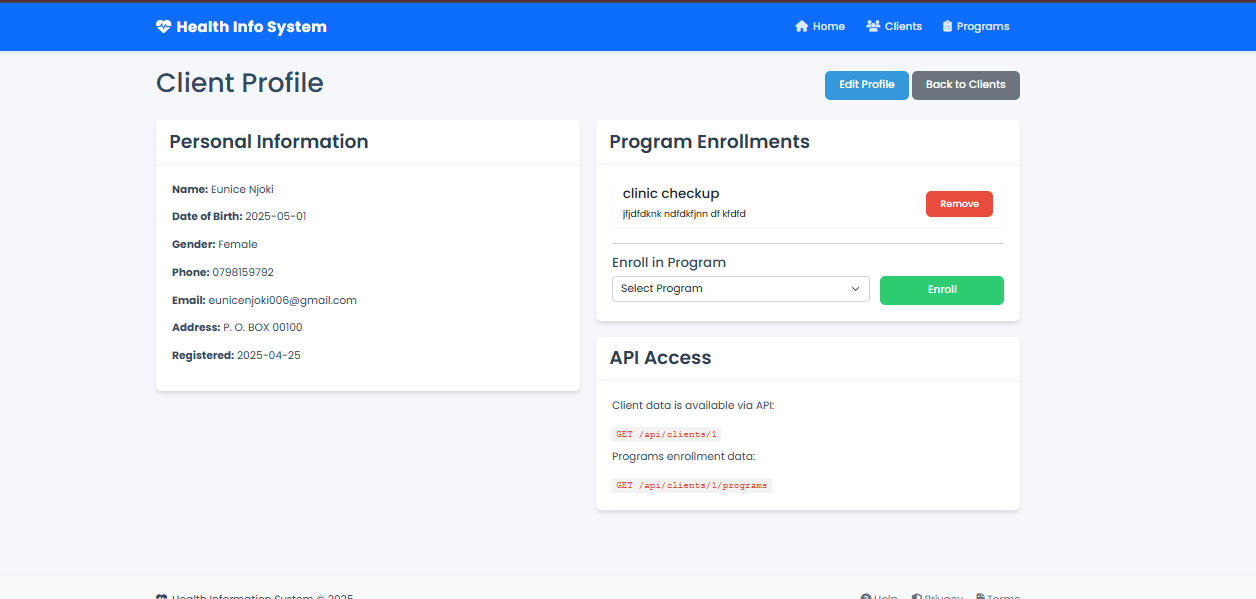 Health Info System
Home Clients Programs
Client Profile
Edit Profile Back to Clients
Personal Information
Name: Eunice Njoki
Date of Birth: 2025-05-01
Gender: Female
Phone: 0798159792
Email: eunicenjoki006@gmail.com
Address: P. O. BOX 00100
Registered: 2025-04-25
Program Enrollments
clinic checkup
jfjdfdknk ndfdkfjnn df kfdfd
Remove
Enroll in Program
Select Program
Enroll
API Access
Client data is available via API:
GET /api/clients/1
Programs enrollment data:
GET /api/clients/1/programs
Health Information System © 2025
Help Privacy Terms